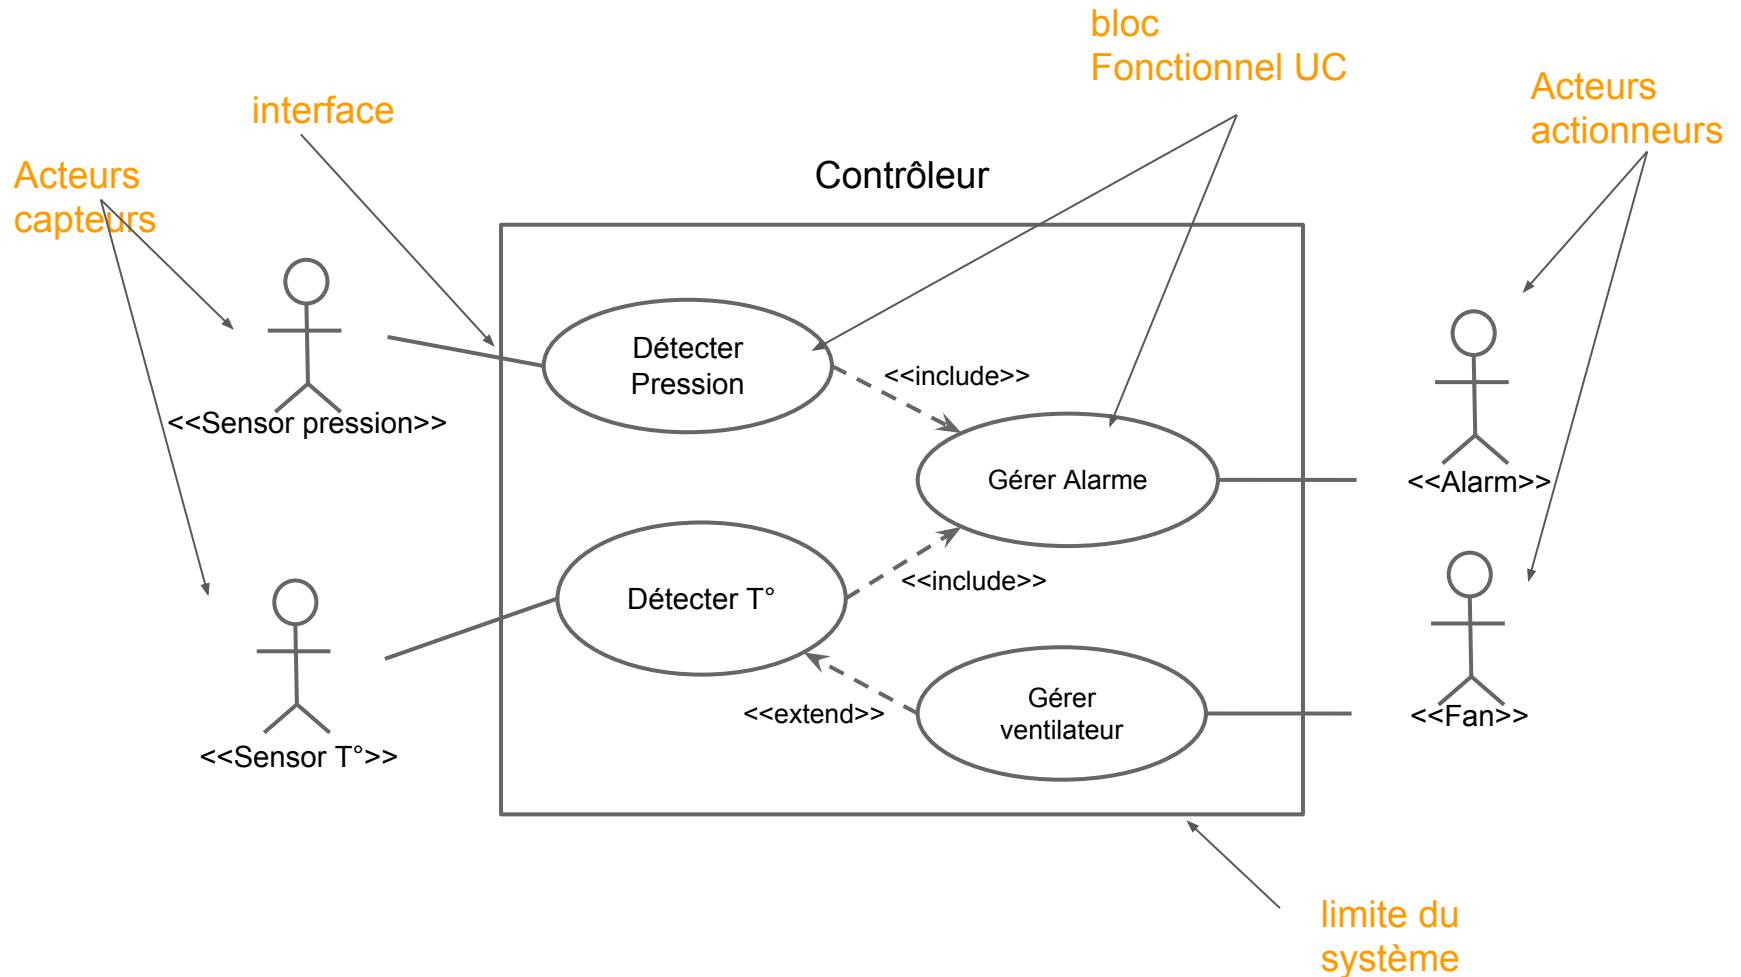 bloc
Fonctionnel UC
Acteurs
actionneurs
interface
Acteurs
capteurs
Contrôleur
Détecter
Pression
<<include>>
<<Sensor pression>>
Gérer Alarme
<<Alarm>>
<<include>>
Détecter T°
Gérer
ventilateur
<<extend>>
<<Fan>>
<<Sensor T°>>
limite du
système